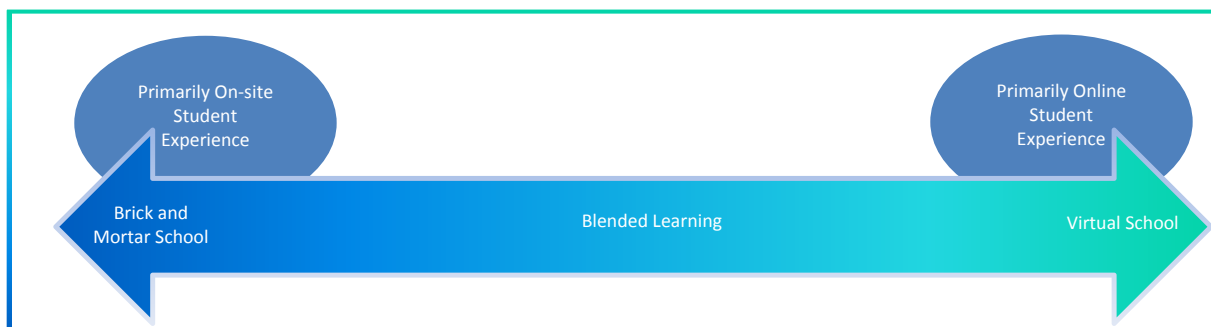 Primarily On-site
Student
Experience
Primarily Online
Student
Experience
Brick and
Mortar School
Blended Learning
Virtual School